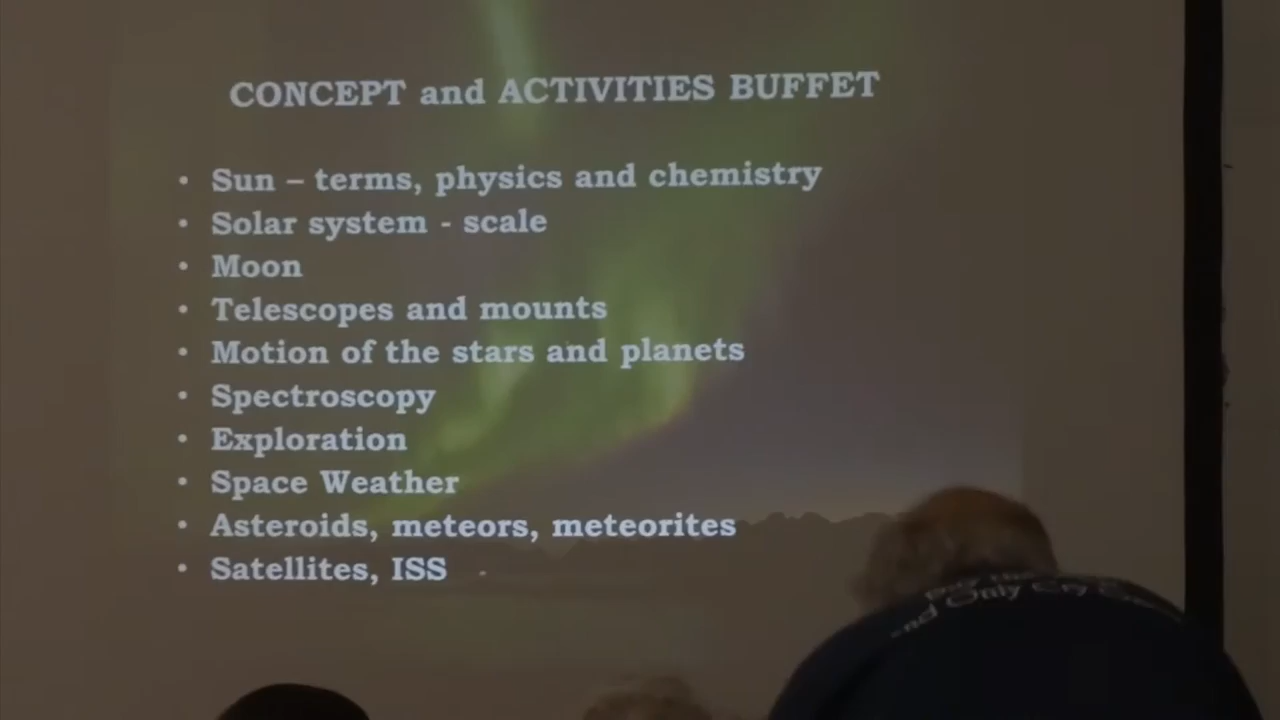 CONCEPT and ACTIVITIES BUFFET
• Sun – terms, physics and chemistry
• Solar system - scale
• Moon
• Telescopes and mounts
• Motion of the stars and planets
• Spectroscopy
• Exploration
• Space Weather
• Asteroids, meteors, meteorites
• Satellites, ISS
Only